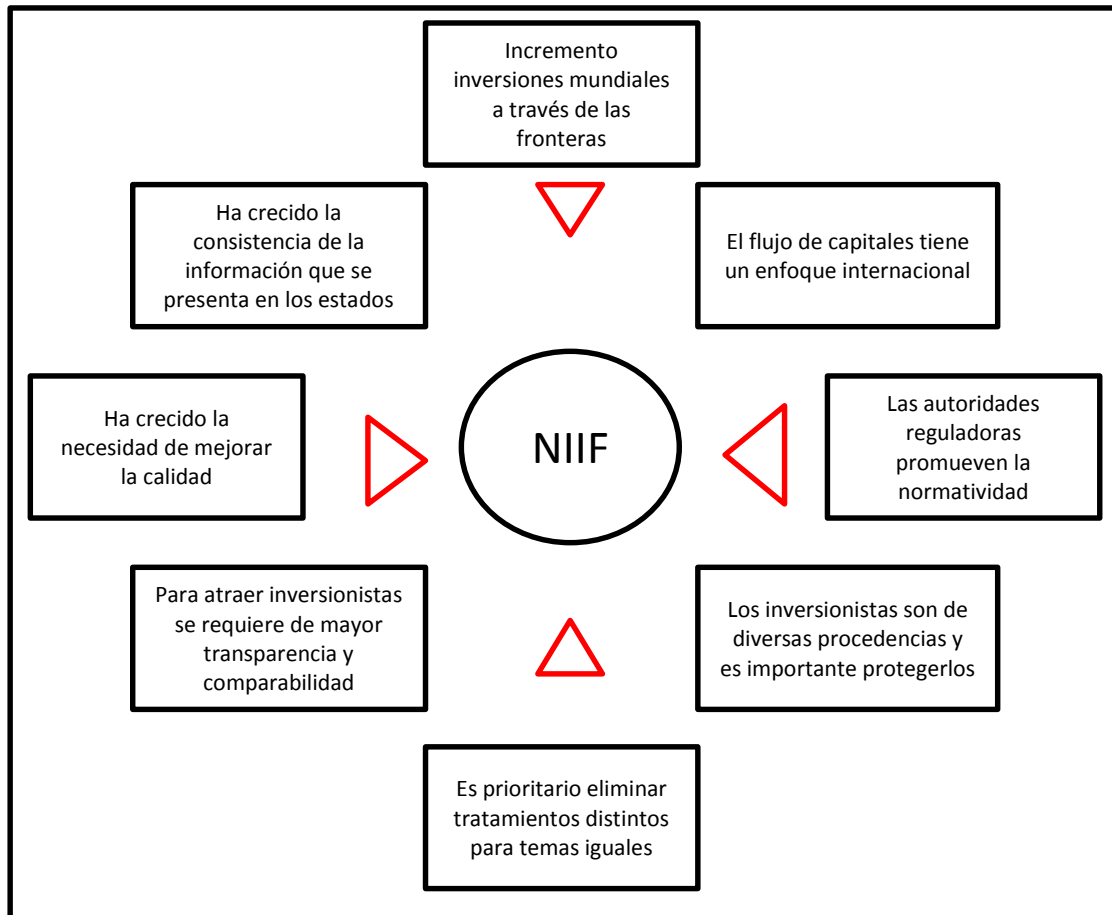 Incremento
inversiones mundiales
a través de las
fronteras
Ha crecido la
consistencia de la
información que se
presenta en los estados
El flujo de capitales tiene
un enfoque internacional
Ha crecido la
necesidad de mejorar
la calidad
NIIF
Las autoridades
reguladoras
promueven la
normatividad
Para atraer inversionistas
se requiere de mayor
transparencia y
comparabilidad
Los inversionistas son de
diversas procedencias y
es importante protegerlos
Es prioritario eliminar
tratamientos distintos
para temas iguales